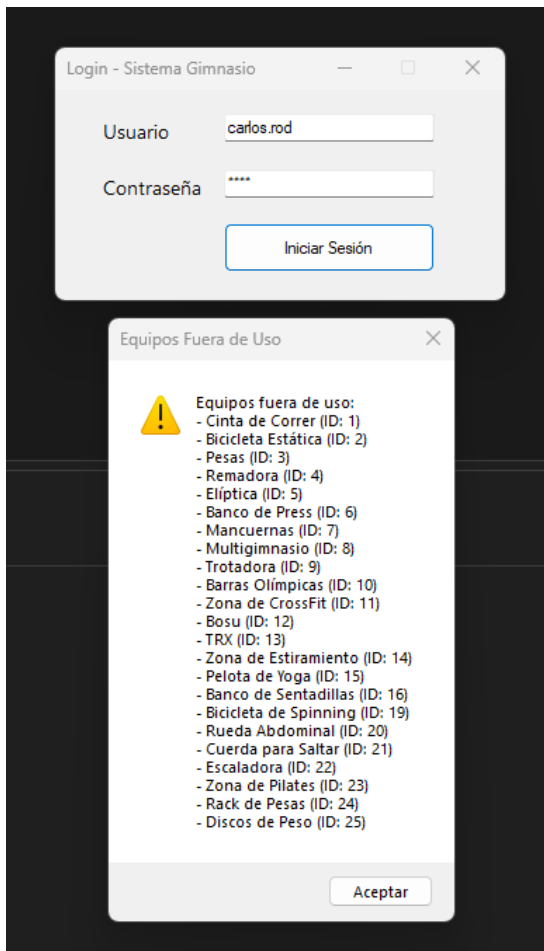 Login - Sistema Gimnasio
Usuario
carlos.rod
Contraseña
****
Iniciar Sesión
Equipos Fuera de Uso
Equipos fuera de uso:
- Cinta de Correr (ID: 1)
- Bicicleta Estática (ID: 2)
- Pesas (ID: 3)
- Remadora (ID: 4)
- Elíptica (ID: 5)
- Banco de Press (ID: 6)
- Mancuernas (ID: 7)
- Multigimnasio (ID: 8)
- Trotadora (ID: 9)
- Barras Olímpicas (ID: 10)
- Zona de CrossFit (ID: 11)
- Bosu (ID: 12)
- TRX (ID: 13)
- Zona de Estiramiento (ID: 14)
- Pelota de Yoga (ID: 15)
- Banco de Sentadillas (ID: 16)
- Bicicleta de Spinning (ID: 19)
- Rueda Abdominal (ID: 20)
- Cuerda para Saltar (ID: 21)
- Escaladora (ID: 22)
- Zona de Pilates (ID: 23)
- Rack de Pesas (ID: 24)
- Discos de Peso (ID: 25)
Aceptar